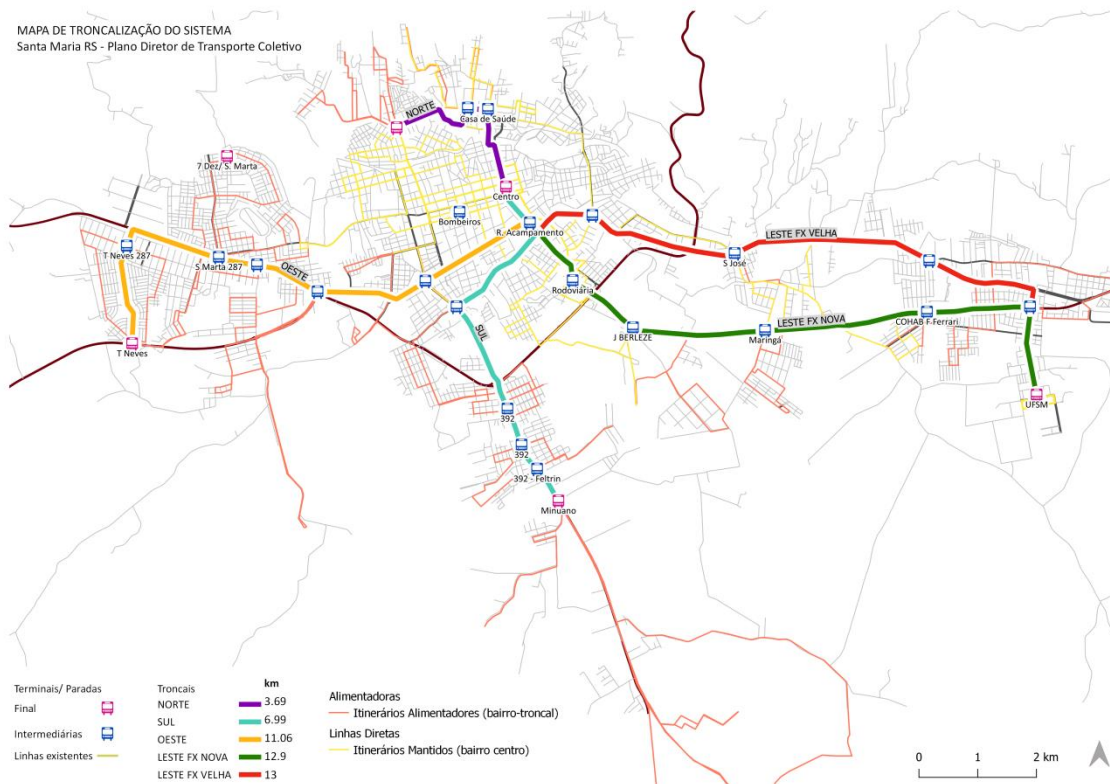 MAPA DE TRONCALIZAÇÃO DO SISTEMA
Santa Maria RS - Plano Diretor de Transporte Coletivo
NORTE
Casa de Saúde
7 Dez/ S. Marta
Centro
Bombeiros
R. Acampamento
LESTE FX VELHA
T Neves 287
S Marta 287
OESTE
S José
Rodoviária
SUL
J BERLEZE
LESTE FX NOVA
Maringá
COHAB F-Ferrari
T Neves
UFSM
392
392
392 - Feltrin
Minuano
Terminais/ Paradas
Final
Intermediárias
Linhas existentes
Troncais
km
NORTE 3.69
SUL 6.99
OESTE 11.06
LESTE FX NOVA 12.9
LESTE FX VELHA 13
Alimentadoras
Itinerários Alimentadores (bairro-troncal)
Linhas Diretas
Itinerários Mantidos (bairro centro)
0 1 2 km